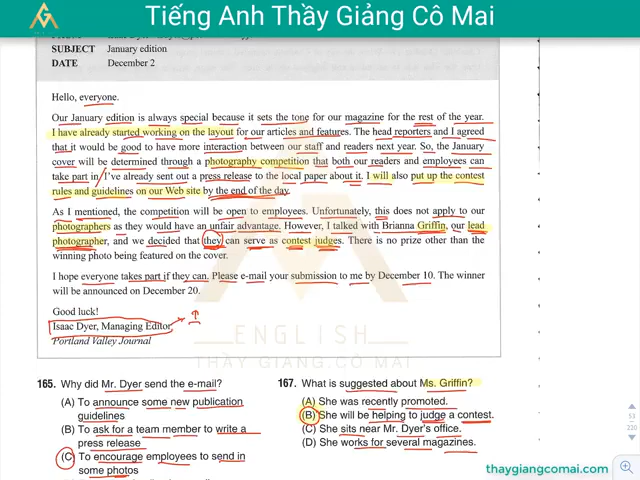 Tiếng Anh Thầy Giảng Cô Mai
SUBJECT January edition
DATE December 2
Hello, everyone.
Our January edition is always special because it sets the tone for our magazine for the rest of the year.
I have already started working on the layout for our articles and features. The head reporters and I agreed
that it would be good to have more interaction between our staff and readers next year. So, the January
cover will be determined through a photography competition that both our readers and employees can
take part in. I've already sent out a press release to the local paper about it. I will also put up the contest
rules and guidelines on our Web site by the end of the day.
As I mentioned, the competition will be open to employees. Unfortunately, this does not apply to our
photographers as they would have an unfair advantage. However, I talked with Brianna Griffin, our lead
photographer, and we decided that they can serve as contest judges. There is no prize other than the
winning photo being featured on the cover.
I hope everyone takes part if they can. Please e-mail your submission to me by December 10. The winner
will be announced on December 20.
Good luck!
Isaac Dyer, Managing Editor
Portland Valley Journal
ENGLISH
THẦY GIẢNG.CÔ MAI
165. Why did Mr. Dyer send the e-mail?
(A) To announce some new publication
guidelines
(B) To ask for a team member to write a
press release
(C) To encourage employees to send in
some photos
167. What is suggested about Ms. Griffin?
(A) She was recently promoted.
(B) She will be helping to judge a contest.
(C) She sits near Mr. Dyer's office.
(D) She works for several magazines.
53
220
thaygiangcomai.com